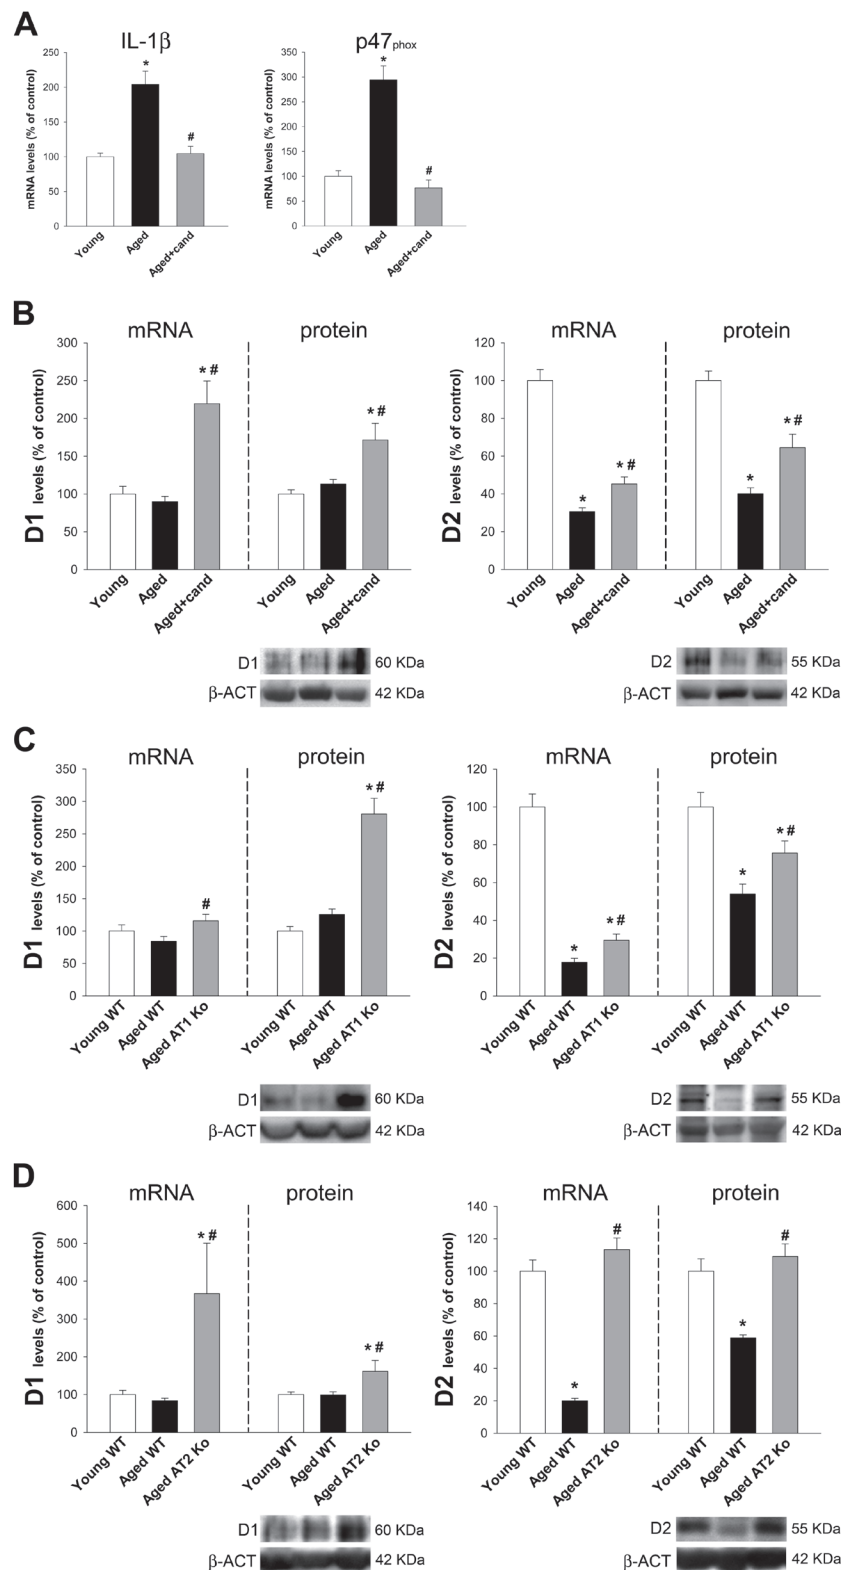 A
IL-1β
mRNA levels (% of control)
250
200
150
100
50
0
*
#
Young
Aged
Aged+cand
p47phox
mRNA levels (% of control)
350
300
250
200
150
100
50
0
*
#
Young
Aged
Aged+cand
B
mRNA
protein
D1 levels (% of control)
300
250
200
150
100
50
0
*#
*#
Young
Aged
Aged+cand
Young
Aged
Aged+cand
D1
60 KDa
β-ACT
42 KDa
mRNA
protein
D2 levels (% of control)
120
100
80
60
40
20
0
*
*#
*
*#
Young
Aged
Aged+cand
Young
Aged
Aged+cand
D2
55 KDa
β-ACT
42 KDa
C
mRNA
protein
D1 levels (% of control)
350
300
250
200
150
100
50
0
#
*#
Young WT
Aged WT
Aged AT1 Ko
Young WT
Aged WT
Aged AT1 Ko
D1
60 KDa
β-ACT
42 KDa
mRNA
protein
D2 levels (% of control)
120
100
80
60
40
20
0
*
*#
*
*#
Young WT
Aged WT
Aged AT1 Ko
Young WT
Aged WT
Aged AT1 Ko
D2
55 KDa
β-ACT
42 KDa
D
mRNA
protein
D1 levels (% of control)
600
500
400
300
200
100
0
*#
*#
Young WT
Aged WT
Aged AT2 Ko
Young WT
Aged WT
Aged AT2 Ko
D1
60 KDa
β-ACT
42 KDa
mRNA
protein
D2 levels (% of control)
140
120
100
80
60
40
20
0
*
#
*
#
Young WT
Aged WT
Aged AT2 Ko
Young WT
Aged WT
Aged AT2 Ko
D2
55 KDa
β-ACT
42 KDa